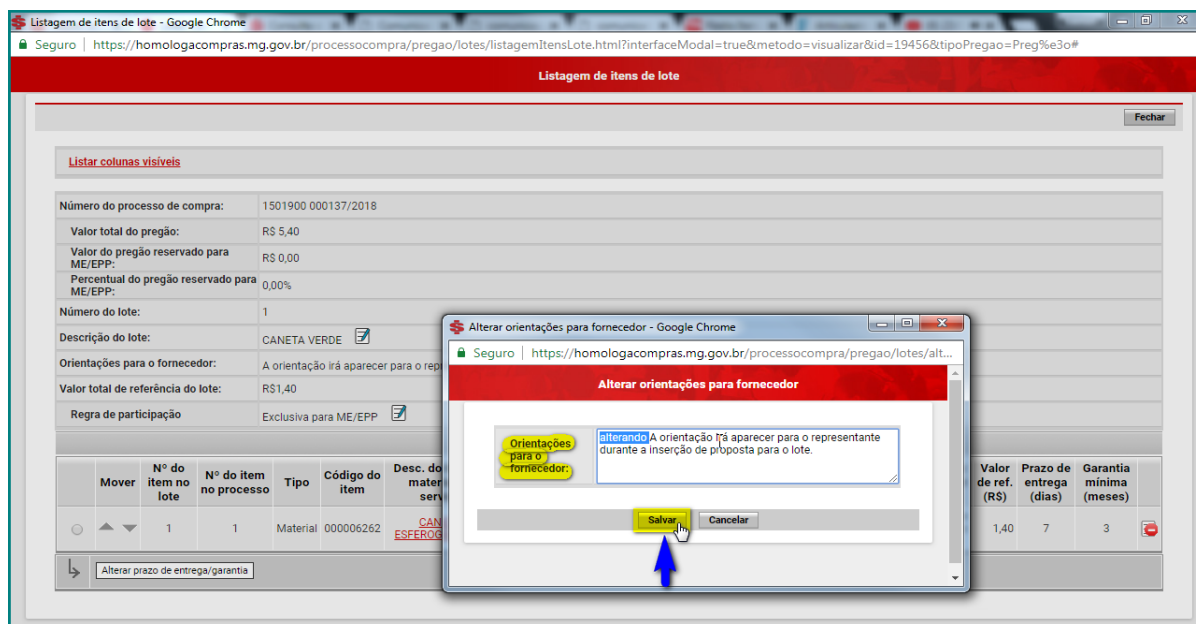 Listagem de itens de lote - Google Chrome
Seguro | https://homologacompras.mg.gov.br/processocompra/pregao/lotes/listagemItensLote.html?interfaceModal=true&metodo=visualizar&id=19456&tipoPregao=Preg%e3o#
Listagem de itens de lote
Fechar
Listar colunas visíveis
Número do processo de compra: 1501900 000137/2018
Valor total do pregão: R$ 5,40
Valor do pregão reservado para ME/EPP: R$ 0,00
Percentual do pregão reservado para ME/EPP: 0,00%
Número do lote: 1
Descrição do lote: CANETA VERDE
Orientações para o fornecedor: A orientação irá aparecer para o repr
Valor total de referência do lote: R$1,40
Regra de participação Exclusiva para ME/EPP
Alterar orientações para fornecedor - Google Chrome
Seguro | https://homologacompras.mg.gov.br/processocompra/pregao/lotes/alt...
Alterar orientações para fornecedor
Orientações para o fornecedor:
alterando A orientação irá aparecer para o representante
durante a inserção de proposta para o lote.
Salvar Cancelar
Mover Nº do item no lote Nº do item no processo Tipo Código do item Desc. do mater serv Valor de ref. (R$) Prazo de entrega (dias) Garantia mínima (meses)
1 1 Material 000006262 CAN ESFEROG 1,40 7 3
Alterar prazo de entrega/garantia